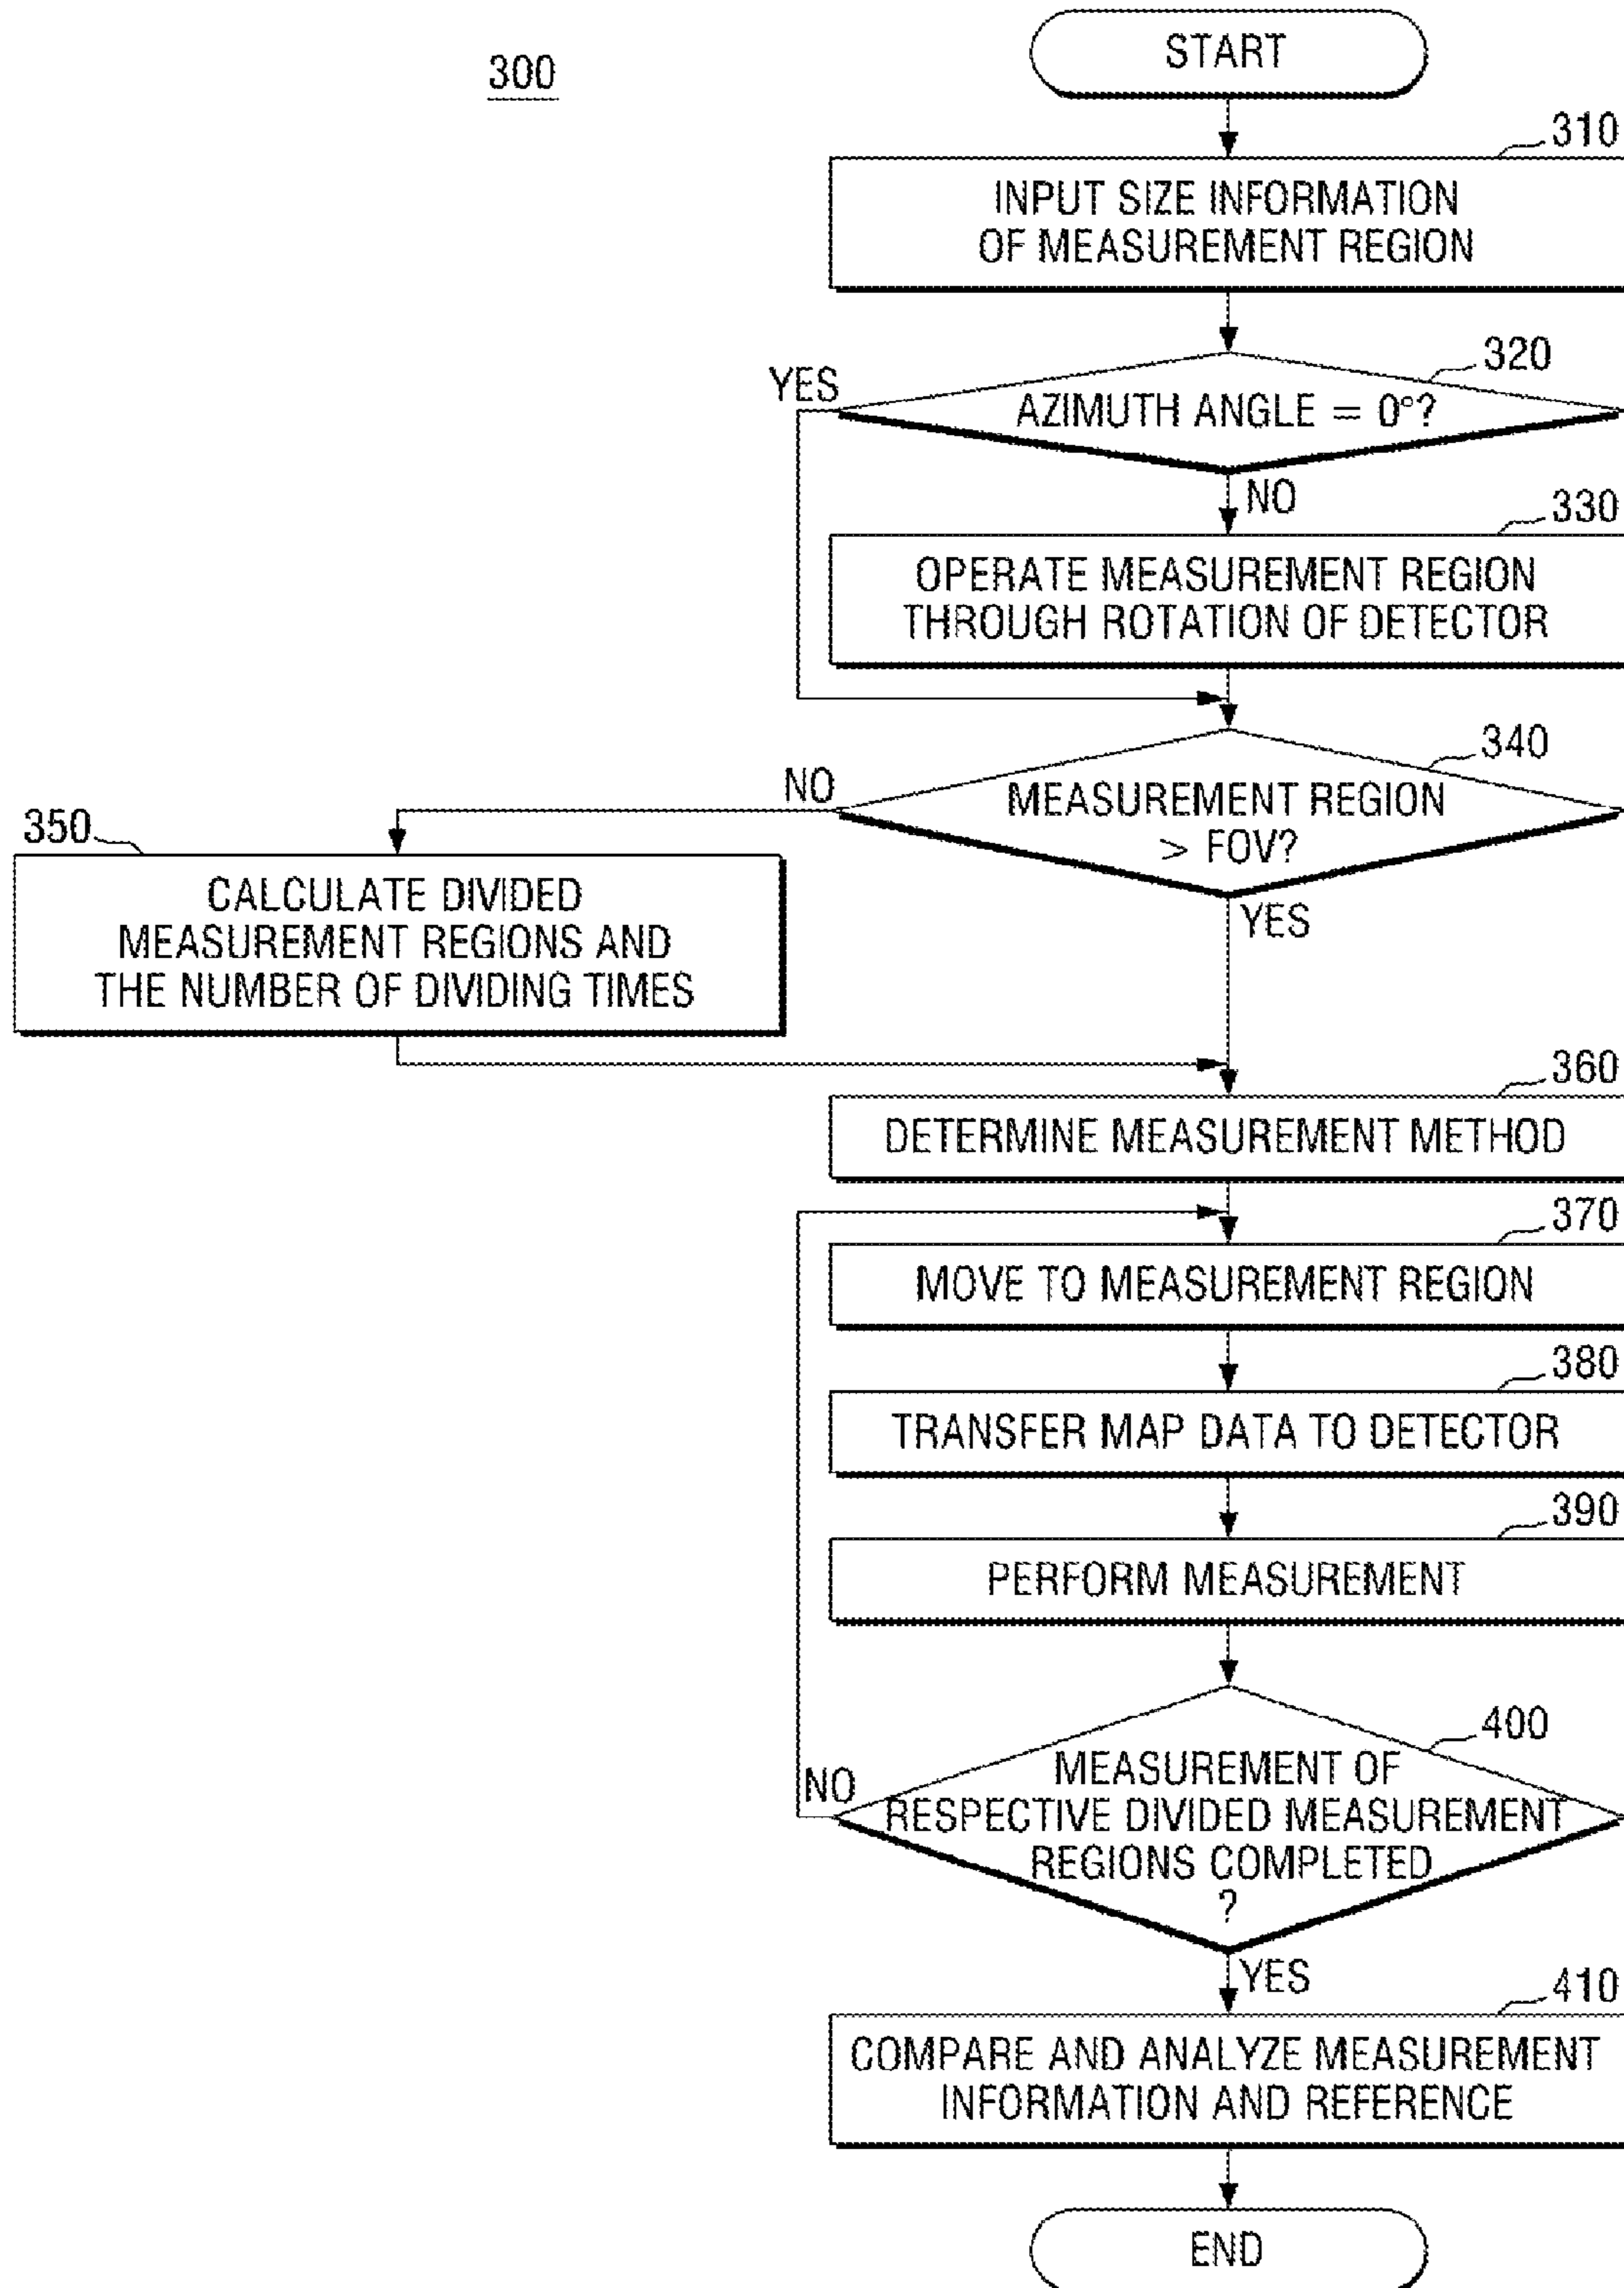 300
START
310
INPUT SIZE INFORMATION
OF MEASUREMENT REGION
320
YES
AZIMUTH ANGLE = 0°?
NO
330
OPERATE MEASUREMENT REGION
THROUGH ROTATION OF DETECTOR
340
NO
MEASUREMENT REGION
> FOV?
YES
350
CALCULATE DIVIDED
MEASUREMENT REGIONS AND
THE NUMBER OF DIVIDING TIMES
360
DETERMINE MEASUREMENT METHOD
370
MOVE TO MEASUREMENT REGION
380
TRANSFER MAP DATA TO DETECTOR
390
PERFORM MEASUREMENT
400
NO
MEASUREMENT OF
RESPECTIVE DIVIDED MEASUREMENT
REGIONS COMPLETED
?
YES
410
COMPARE AND ANALYZE MEASUREMENT
INFORMATION AND REFERENCE
END